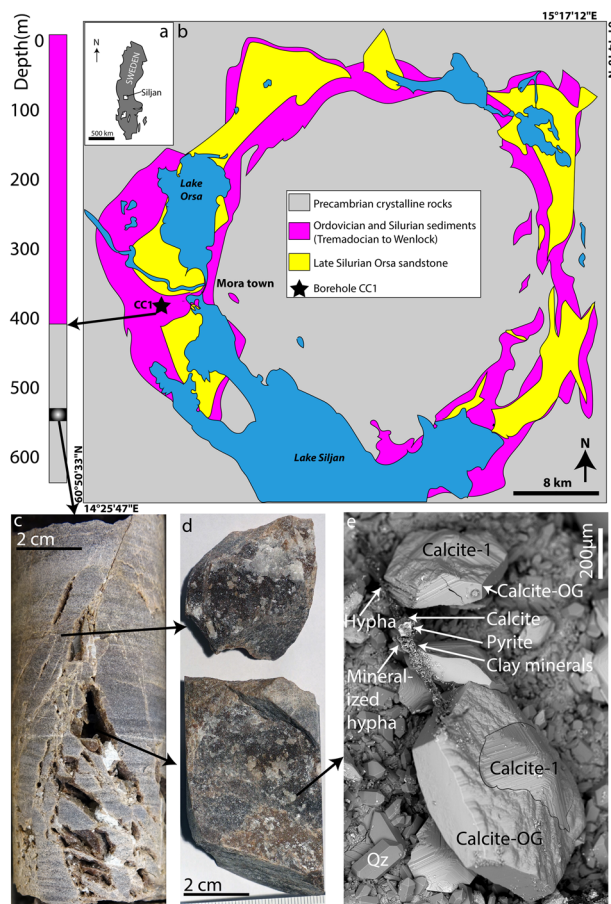 Depth(m)
0
100
200
300
400
500
600
a
N
SWEDEN
Siljan
500 km
b
15°17'12"E
Lake
Orsa
Precambrian crystalline rocks
Ordovician and Silurian sediments
(Tremadocian to Wenlock)
Late Silurian Orsa sandstone
Borehole CC1
Mora town
CC1
Lake Siljan
N
8 km
60°50'33"N
14°25'47"E
c
2 cm
d
2 cm
e
200µm
Calcite-1
Calcite-OG
Hypha
Calcite
Pyrite
Clay minerals
Mineral-
ized
hypha
Calcite-1
Calcite-OG
Qz